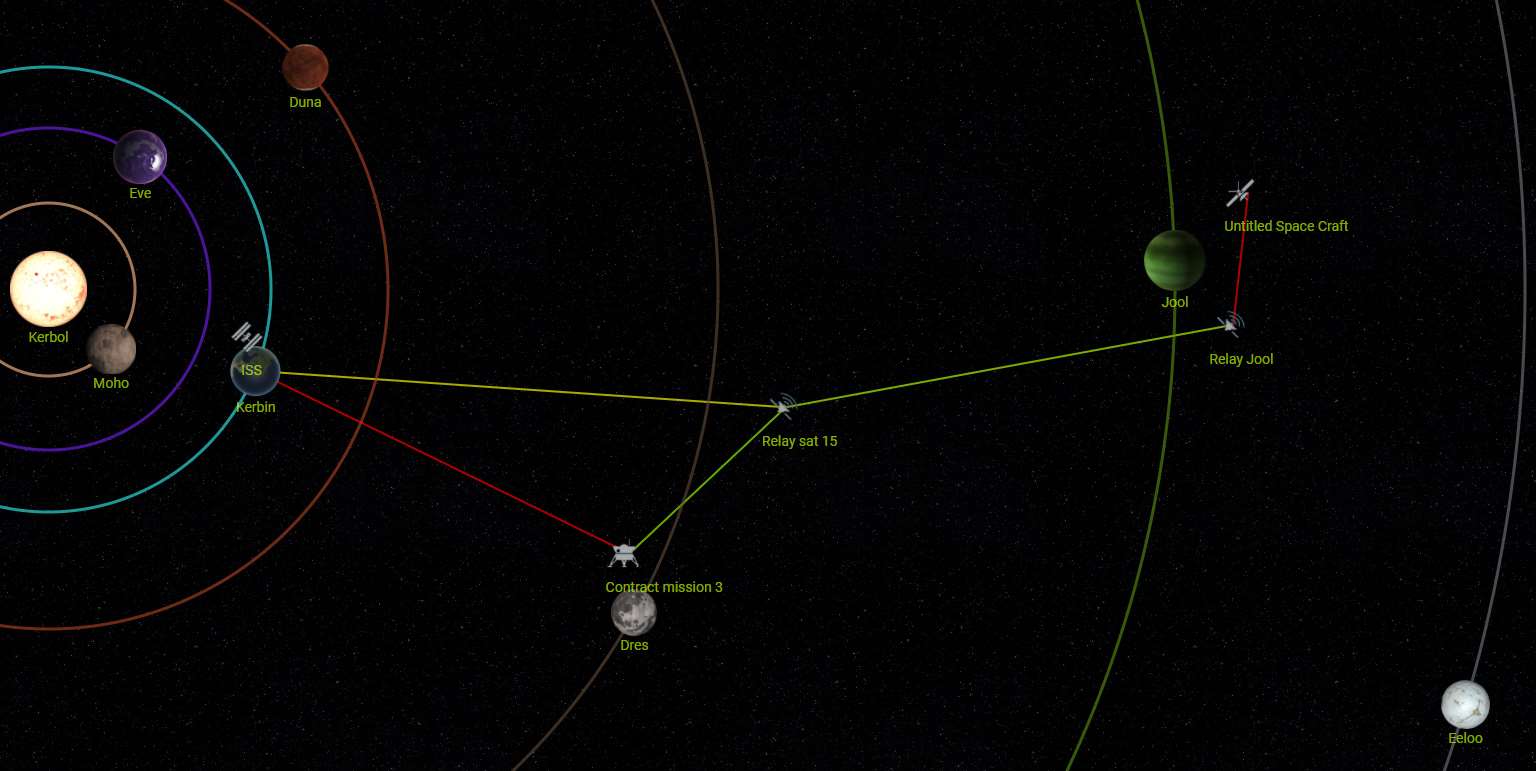 Duna
Eve
Untitled Space Craft
Jool
Kerbol
Relay Jool
ISS
Moho
Kerbin
Relay sat 15
Contract mission 3
Dres
Eeloo